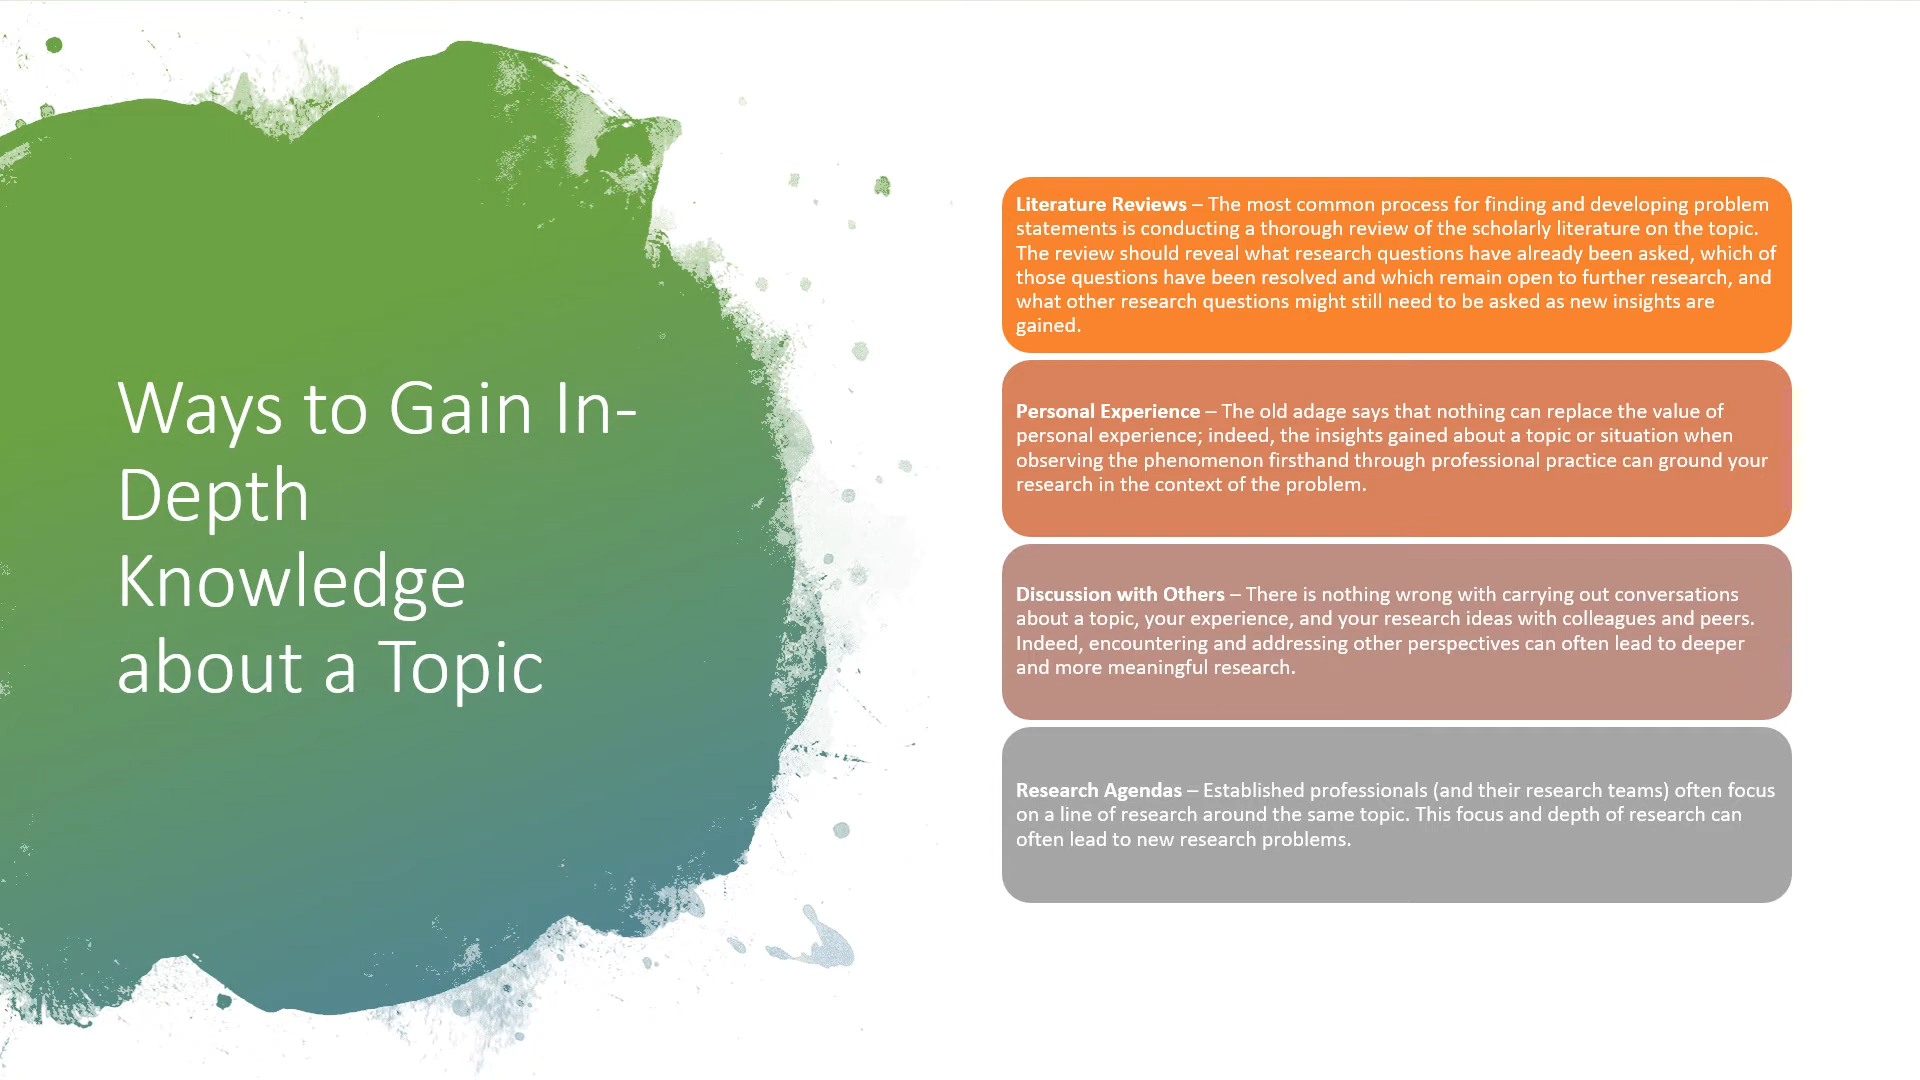 Ways to Gain In-
Depth
Knowledge
about a Topic
Literature Reviews – The most common process for finding and developing problem
statements is conducting a thorough review of the scholarly literature on the topic.
The review should reveal what research questions have already been asked, which of
those questions have been resolved and which remain open to further research, and
what other research questions might still need to be asked as new insights are
gained.
Personal Experience – The old adage says that nothing can replace the value of
personal experience; indeed, the insights gained about a topic or situation when
observing the phenomenon firsthand through professional practice can ground your
research in the context of the problem.
Discussion with Others – There is nothing wrong with carrying out conversations
about a topic, your experience, and your research ideas with colleagues and peers.
Indeed, encountering and addressing other perspectives can often lead to deeper
and more meaningful research.
Research Agendas – Established professionals (and their research teams) often focus
on a line of research around the same topic. This focus and depth of research can
often lead to new research problems.